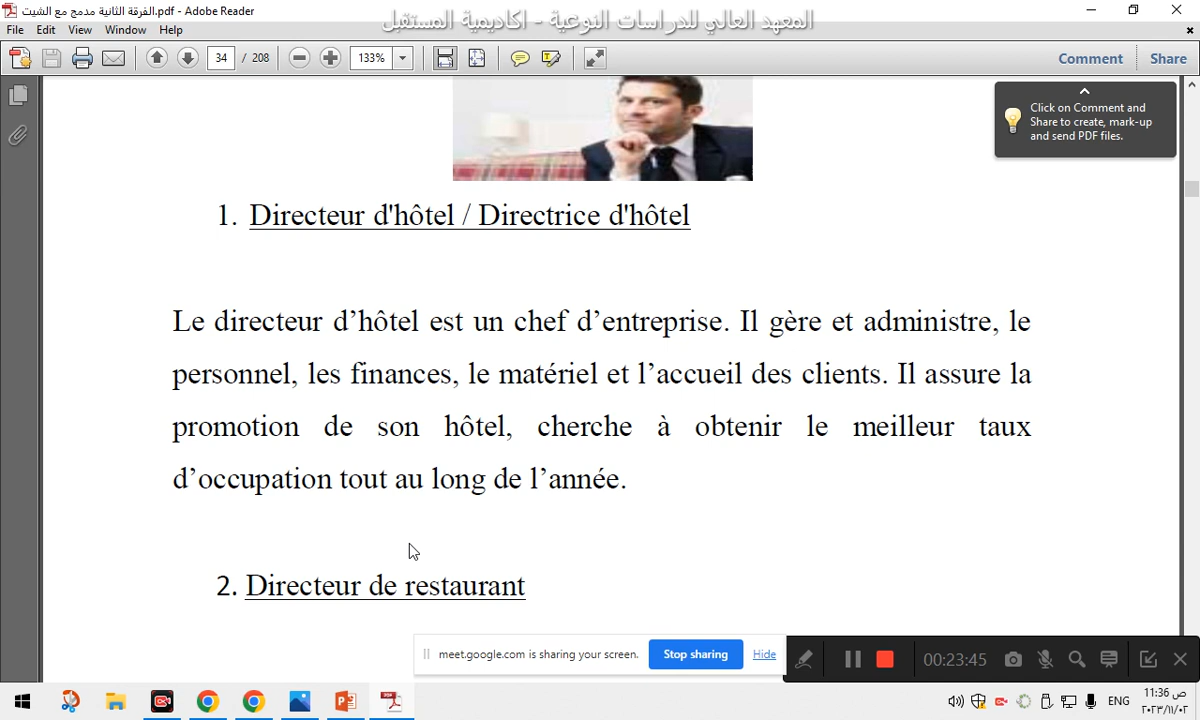 الفرقة الثانية مدمج مع الشيت.pdf - Adobe Reader
المعهد العالي للدراسات النوعية - اكاديمية المستقبل
File Edit View Window Help
34 / 208 133% Comment Share
Click on Comment and
Share to create, mark-up
and send PDF files.
1. Directeur d'hôtel / Directrice d'hôtel
Le directeur d’hôtel est un chef d’entreprise. Il gère et administre, le
personnel, les finances, le matériel et l’accueil des clients. Il assure la
promotion de son hôtel, cherche à obtenir le meilleur taux
d’occupation tout au long de l’année.
2. Directeur de restaurant
meet.google.com is sharing your screen. Stop sharing Hide
00:23:45
ENG
11:36 ص
٢٠٢٣/١١/٠٢